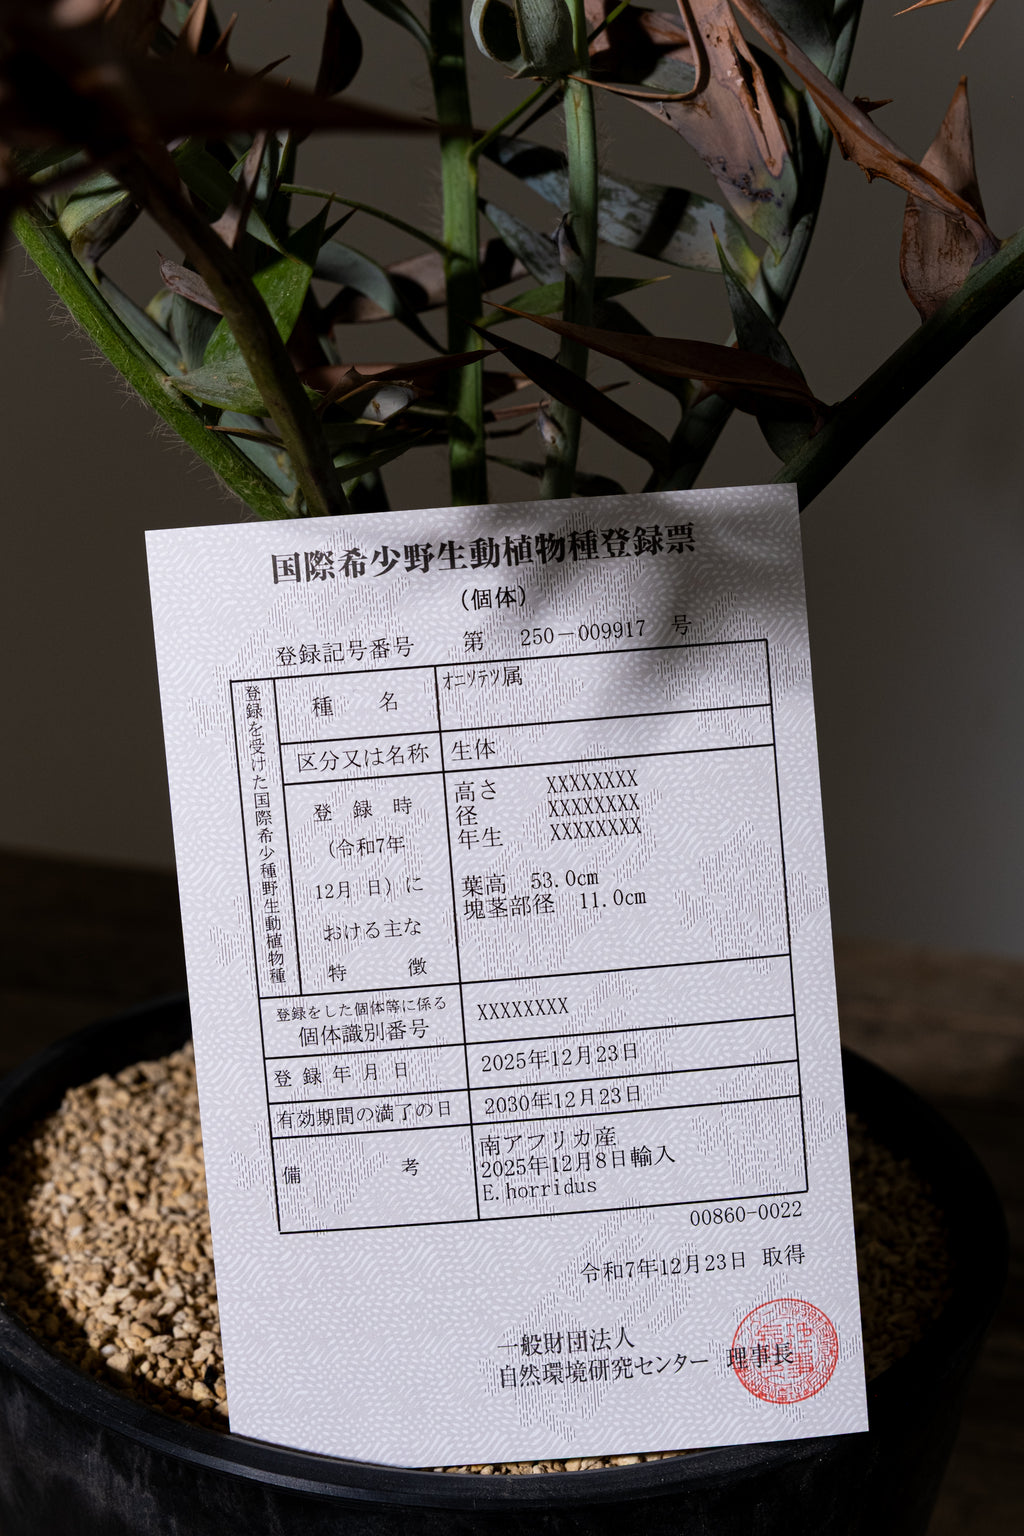 国際希少野生動植物種登録票
(個体)
登録記号番号 第 250-009917 号
登録を受けた国際希少種野生動植物種
種 名 ｵﾆｿﾃﾂ属
区分又は名称 生体
登 録 時
(令和7年
12月 日) に
おける主な
特 徴
高さ XXXXXXXX
径 XXXXXXXX
年生 XXXXXXXX
葉高 53.0cm
塊茎部径 11.0cm
登録をした個体等に係る
個体識別番号
XXXXXXXX
登 録 年 月 日 2025年12月23日
有効期間の満了の日 2030年12月23日
備 考
南アフリカ産
2025年12月8日輸入
E.horridus
00860-0022
令和7年12月23日 取得
一般財団法人
自然環境研究センター 理事長